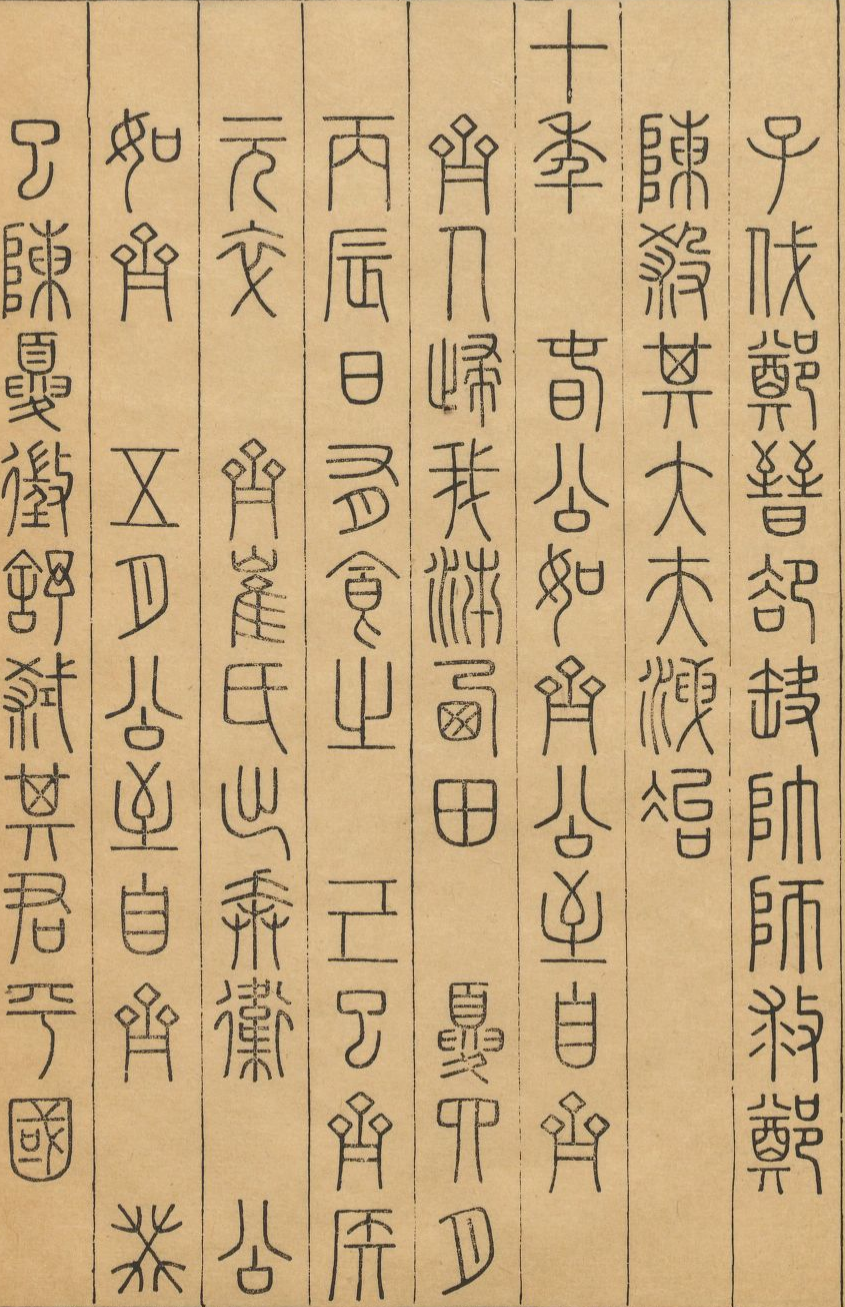 子伐鄭晉郤缺帥師救鄭
陳殺其大夫洩冶
十年　春公如齊公至自齊
齊人歸我濟西田　夏四月
丙辰日有食之　己巳齊侯
元卒　齊崔氏出奔衛　公
如齊　五月公至自齊　癸
巳陳夏徵舒弒其君平國